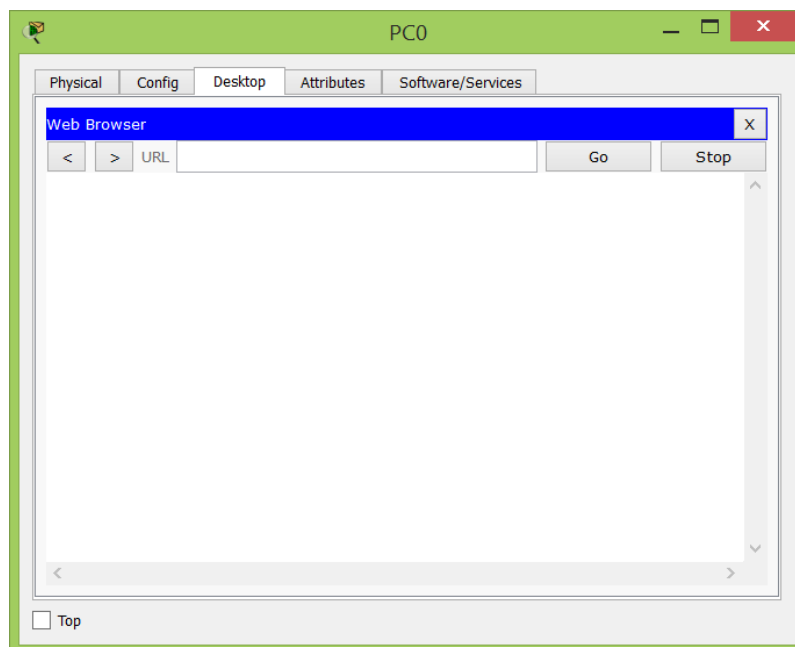 PC0
Physical Config Desktop Attributes Software/Services
Web Browser X
< > URL Go Stop
Top